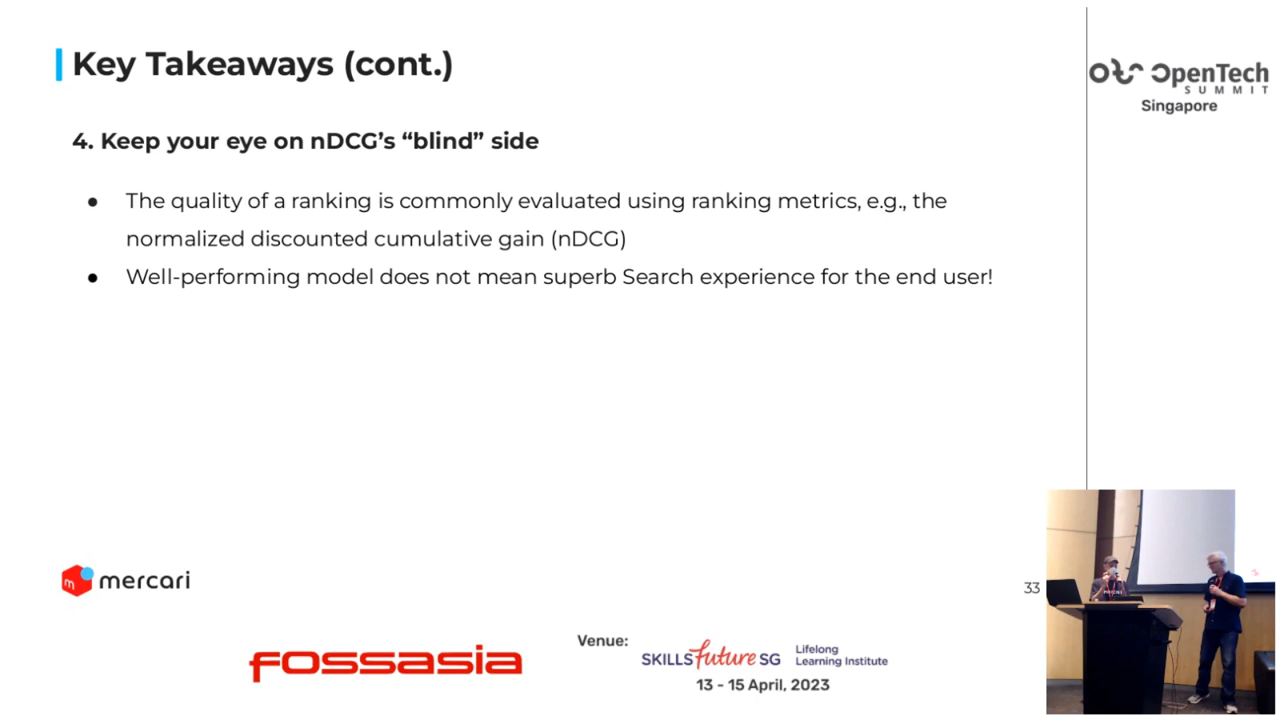 Key Takeaways (cont.)
4. Keep your eye on nDCG's “blind” side
● The quality of a ranking is commonly evaluated using ranking metrics, e.g., the
normalized discounted cumulative gain (nDCG)
● Well-performing model does not mean superb Search experience for the end user!
OpenTech
SUMMIT
Singapore
mercari
33
fossasia
Venue:
SKILLSfuture SG
Lifelong
Learning Institute
13 - 15 April, 2023